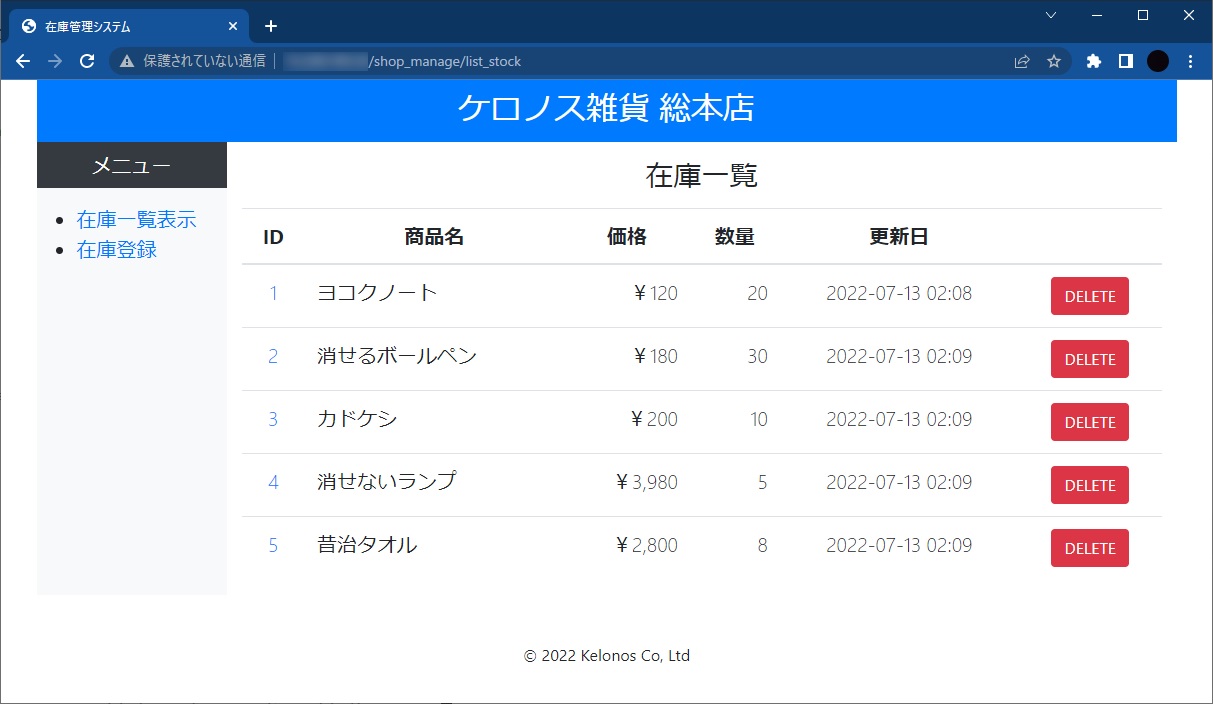 在庫管理システム
保護されていない通信 /shop_manage/list_stock
ケロノス雑貨 総本店
メニュー
在庫一覧表示
在庫登録
在庫一覧
ID 商品名 価格 数量 更新日
1 ヨコクノート ￥120 20 2022-07-13 02:08 DELETE
2 消せるボールペン ￥180 30 2022-07-13 02:09 DELETE
3 カドケシ ￥200 10 2022-07-13 02:09 DELETE
4 消せないランプ ￥3,980 5 2022-07-13 02:09 DELETE
5 昔治タオル ￥2,800 8 2022-07-13 02:09 DELETE
© 2022 Kelonos Co, Ltd